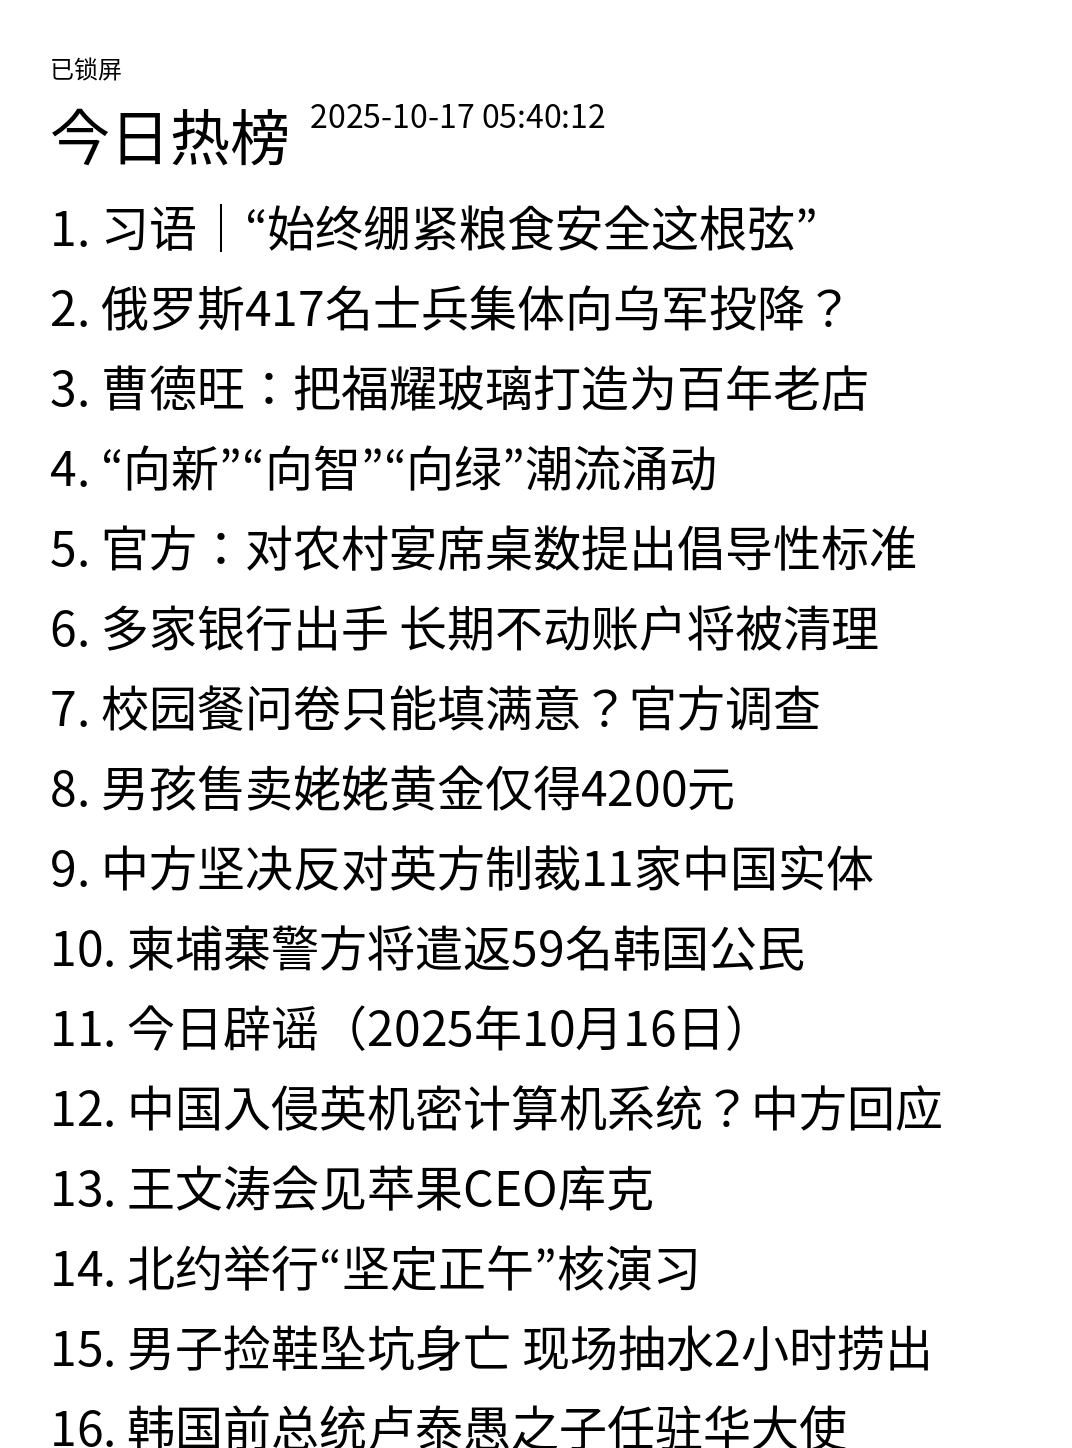 已锁屏
今日热榜 2025-10-17 05:40:12
1. 习语｜“始终绷紧粮食安全这根弦”
2. 俄罗斯417名士兵集体向乌军投降？
3. 曹德旺：把福耀玻璃打造为百年老店
4. “向新”“向智”“向绿”潮流涌动
5. 官方：对农村宴席桌数提出倡导性标准
6. 多家银行出手 长期不动账户将被清理
7. 校园餐问卷只能填满意？官方调查
8. 男孩售卖姥姥黄金仅得4200元
9. 中方坚决反对英方制裁11家中国实体
10. 柬埔寨警方将遣返59名韩国公民
11. 今日辟谣（2025年10月16日）
12. 中国入侵英机密计算机系统？中方回应
13. 王文涛会见苹果CEO库克
14. 北约举行“坚定正午”核演习
15. 男子捡鞋坠坑身亡 现场抽水2小时捞出
16. 韩国前总统卢泰愚之子任驻华大使